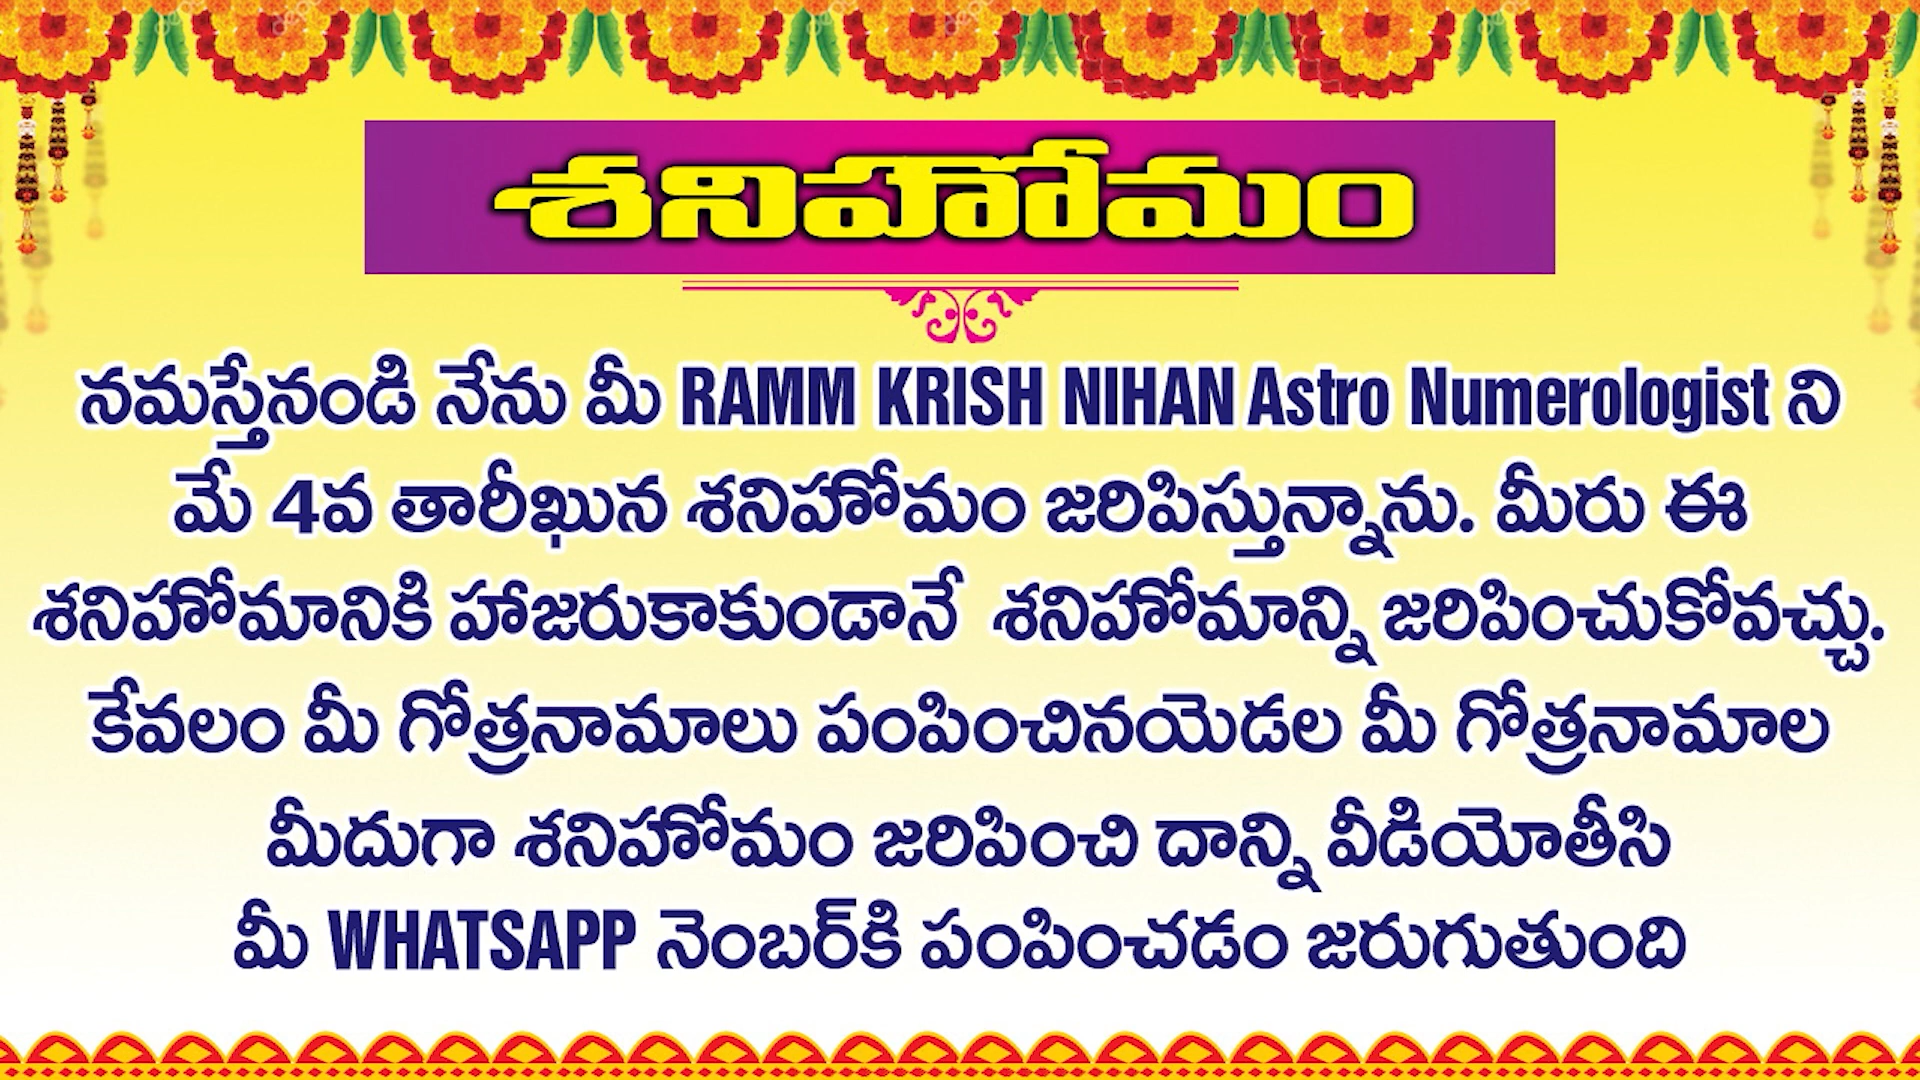 శనిహోమం
నమస్తేనండి నేను మీ RAMM KRISH NIHAN Astro Numerologist ని
మే 4వ తారీఖున శనిహోమం జరిపిస్తున్నాను. మీరు ఈ
శనిహోమానికి హాజరుకాకుండానే శనిహోమాన్ని జరిపించుకోవచ్చు.
కేవలం మీ గోత్రనామాలు పంపించినయెడల మీ గోత్రనామాల
మీదుగా శనిహోమం జరిపించి దాన్ని వీడియోతీసి
మీ WHATSAPP నెంబర్‌కి పంపించడం జరుగుతుంది